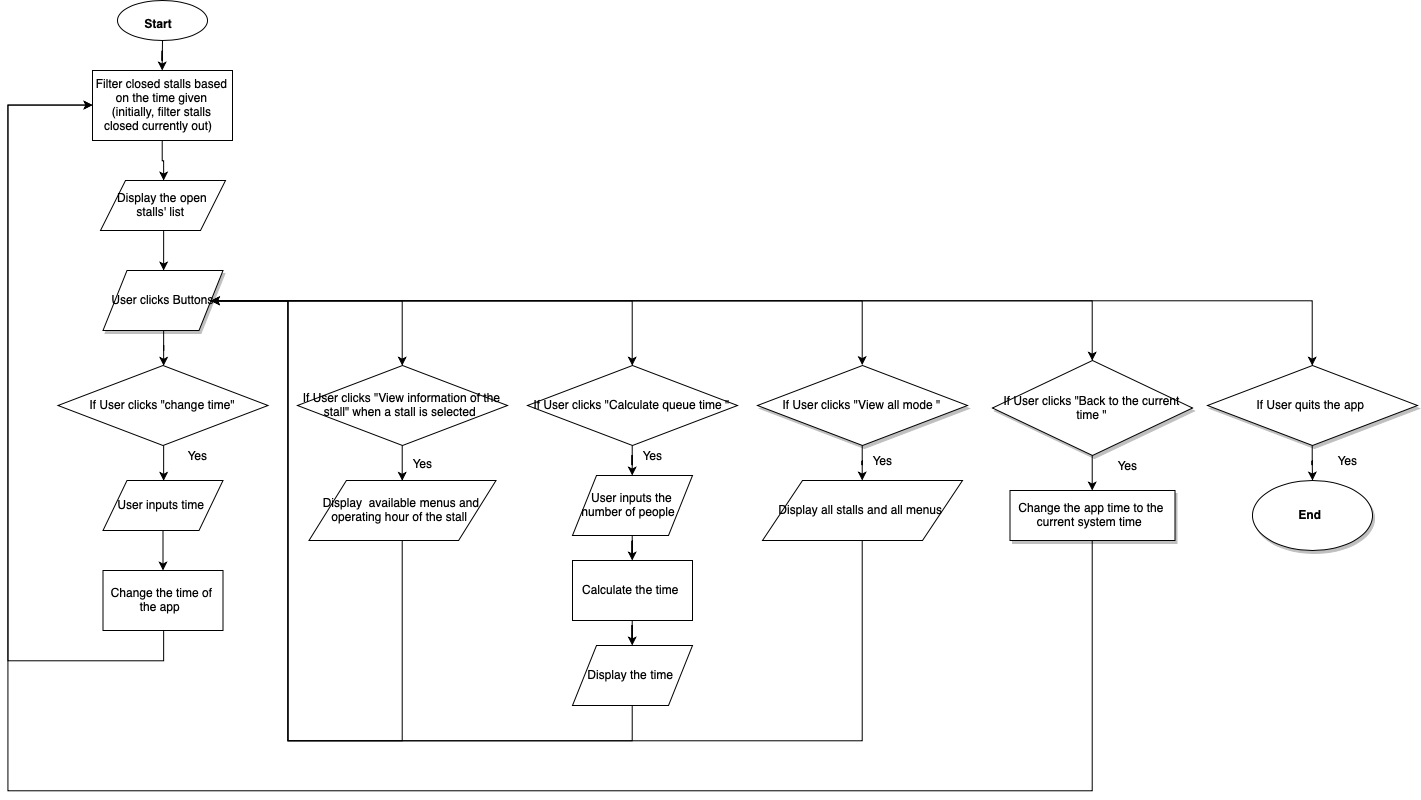 Start
Filter closed stalls based
on the time given
(initially, filter stalls
closed currently out)
Display the open
stalls' list
User clicks Buttons
If User clicks "change time"
Yes
User inputs time
Change the time of
the app
If User clicks "View information of the
stall" when a stall is selected
Yes
Display available menus and
operating hour of the stall
If User clicks "Calculate queue time "
Yes
User inputs the
number of people
Calculate the time
Display the time
If User clicks "View all mode "
Yes
Display all stalls and all menus
If User clicks "Back to the current
time "
Yes
Change the app time to the
current system time
If User quits the app
Yes
End